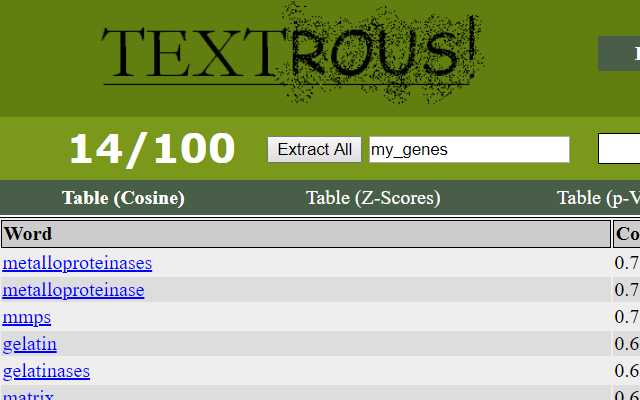 TEXTROUS!
14/100 Extract All my_genes
Table (Cosine) Table (Z-Scores) Table (p-V
Word Co
metalloproteinases 0.7
metalloproteinase 0.7
mmps 0.7
gelatin 0.6
gelatinases 0.6
matrix 0.6